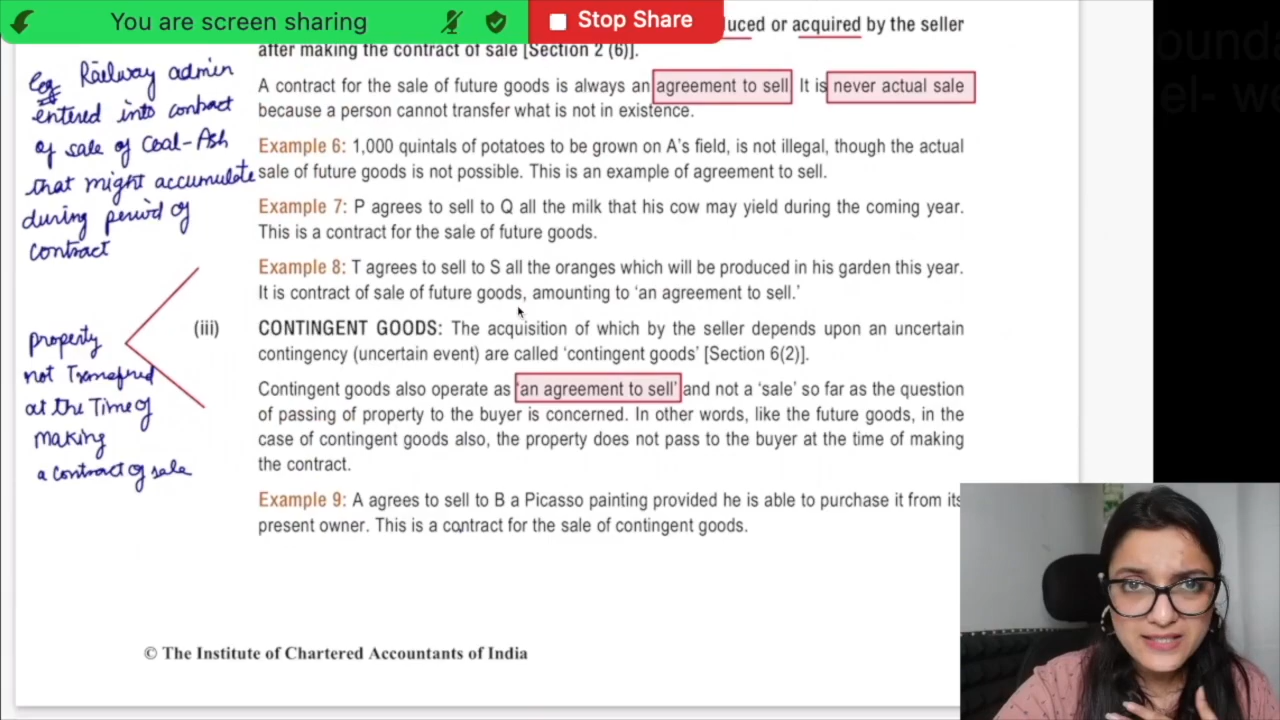 You are screen sharing
Stop Share
uced or acquired by the seller
after making the contract of sale [Section 2 (6)].
A contract for the sale of future goods is always an agreement to sell. It is never actual sale
because a person cannot transfer what is not in existence.
Example 6: 1,000 quintals of potatoes to be grown on A's field, is not illegal, though the actual
sale of future goods is not possible. This is an example of agreement to sell.
Example 7: P agrees to sell to Q all the milk that his cow may yield during the coming year.
This is a contract for the sale of future goods.
Example 8: T agrees to sell to S all the oranges which will be produced in his garden this year.
It is contract of sale of future goods, amounting to 'an agreement to sell.'
(iii) CONTINGENT GOODS: The acquisition of which by the seller depends upon an uncertain
contingency (uncertain event) are called 'contingent goods' [Section 6(2)].
Contingent goods also operate as 'an agreement to sell' and not a 'sale' so far as the question
of passing of property to the buyer is concerned. In other words, like the future goods, in the
case of contingent goods also, the property does not pass to the buyer at the time of making
the contract.
Example 9: A agrees to sell to B a Picasso painting provided he is able to purchase it from its
present owner. This is a contract for the sale of contingent goods.
© The Institute of Chartered Accountants of India
Eg Railway admin
entered into contract
of sale of Coal-Ash
that might accumulate
during period of
contract
Property
not Transferred
at the Time of
making
a contract of sale
ound
el- wo